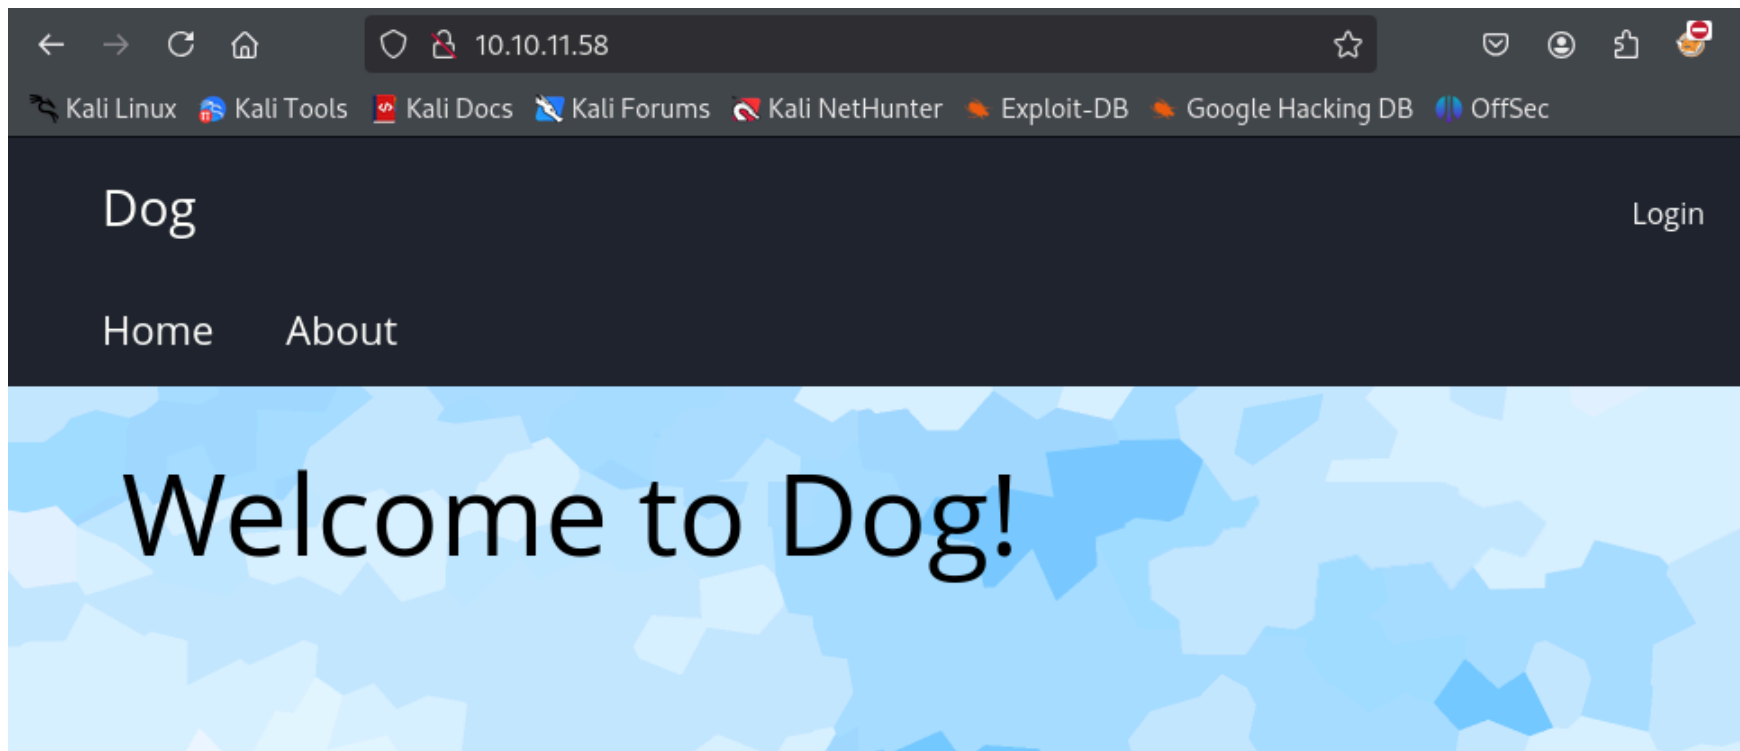 10.10.11.58
Kali Linux Kali Tools Kali Docs Kali Forums Kali NetHunter Exploit-DB Google Hacking DB OffSec
Dog Login
Home About
Welcome to Dog!